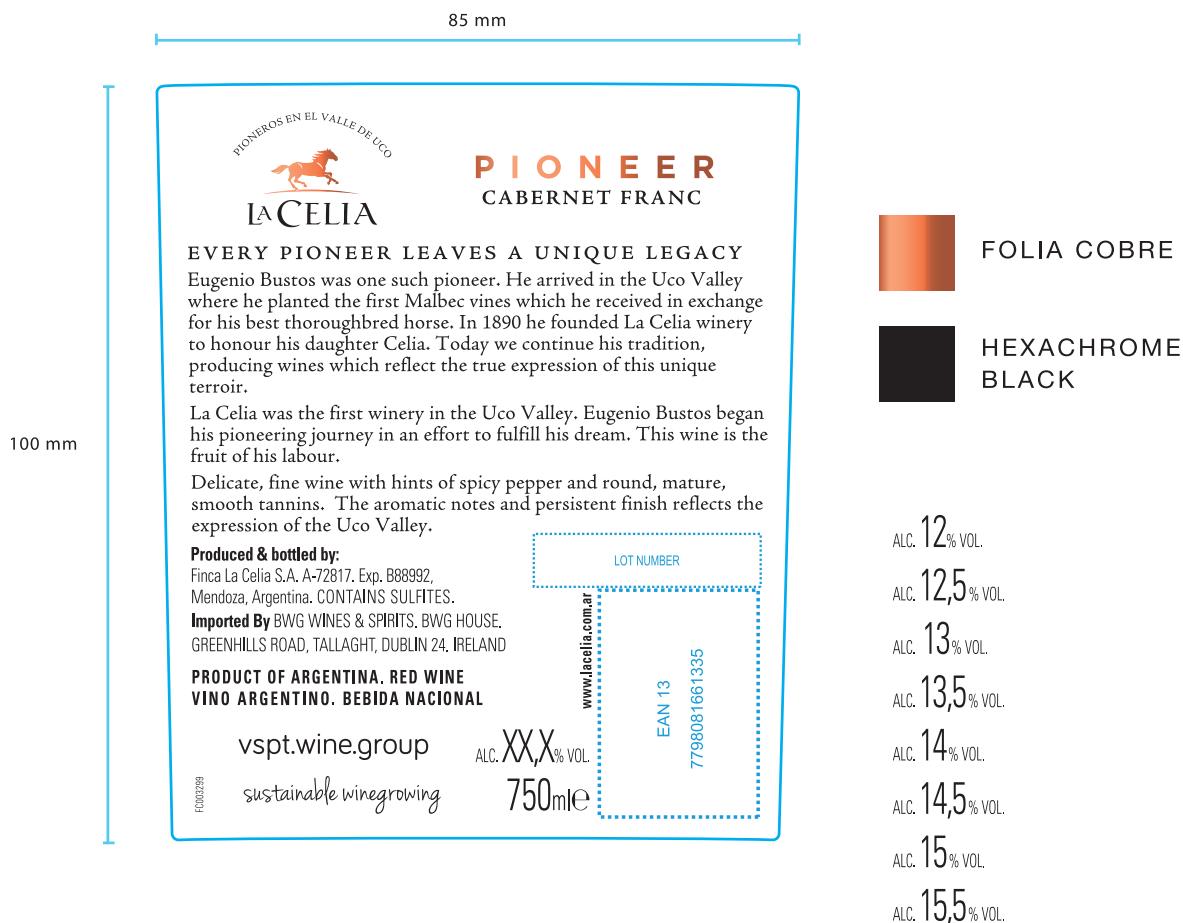 85 mm
100 mm
PIONEROS EN EL VALLE DE UCO
LA CELIA
PIONEER
CABERNET FRANC
EVERY PIONEER LEAVES A UNIQUE LEGACY
Eugenio Bustos was one such pioneer. He arrived in the Uco Valley
where he planted the first Malbec vines which he received in exchange
for his best thoroughbred horse. In 1890 he founded La Celia winery
to honour his daughter Celia. Today we continue his tradition,
producing wines which reflect the true expression of this unique
terroir.
La Celia was the first winery in the Uco Valley. Eugenio Bustos began
his pioneering journey in an effort to fulfill his dream. This wine is the
fruit of his labour.
Delicate, fine wine with hints of spicy pepper and round, mature,
smooth tannins. The aromatic notes and persistent finish reflects the
expression of the Uco Valley.
Produced & bottled by:
Finca La Celia S.A. A-72817. Exp. B88992,
Mendoza, Argentina. CONTAINS SULFITES.
Imported By BWG WINES & SPIRITS. BWG HOUSE.
GREENHILLS ROAD, TALLAGHT, DUBLIN 24. IRELAND
PRODUCT OF ARGENTINA. RED WINE
VINO ARGENTINO. BEBIDA NACIONAL
vspt.wine.group
sustainable winegrowing
FC003299
ALC. XX,X% VOL.
750ml℮
LOT NUMBER
www.lacelia.com.ar
EAN 13
7798081661335
FOLIA COBRE
HEXACHROME
BLACK
ALC. 12% VOL.
ALC. 12,5% VOL.
ALC. 13% VOL.
ALC. 13,5% VOL.
ALC. 14% VOL.
ALC. 14,5% VOL.
ALC. 15% VOL.
ALC. 15,5% VOL.